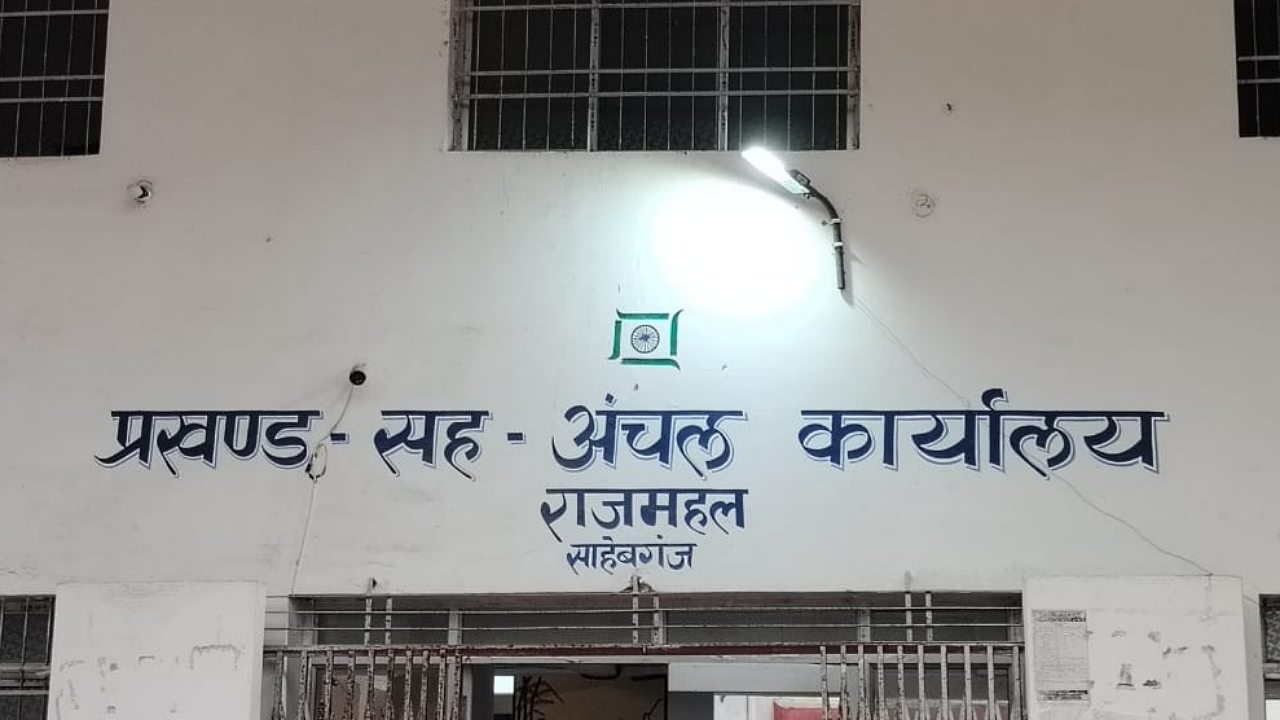 प्रखण्ड - सह - अंचल कार्यालय
राजमहल
साहेबगंज